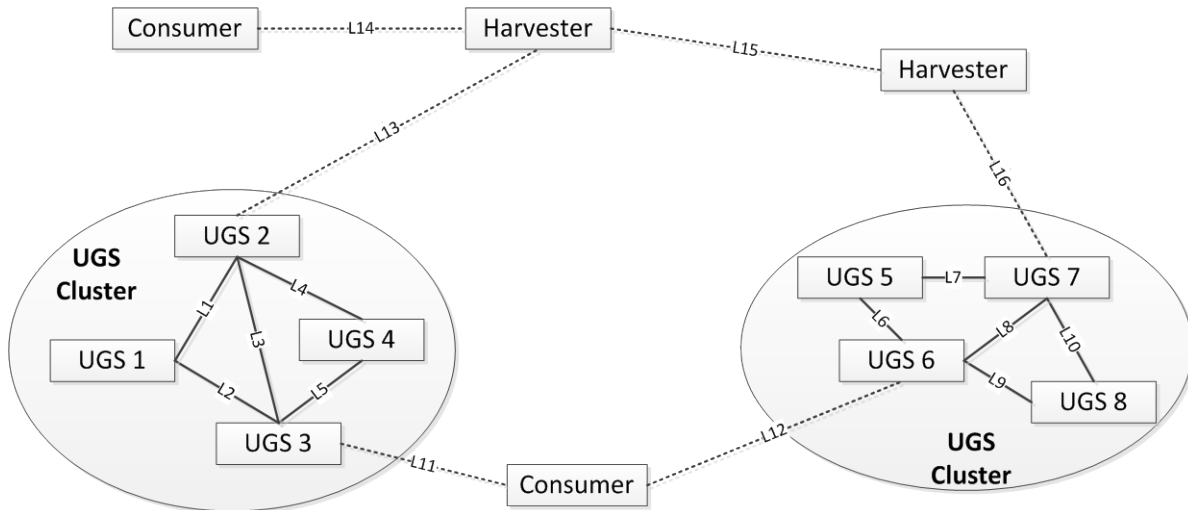 Consumer
L14
Harvester
L15
Harvester
L13
L16
UGS 2
UGS
Cluster
L4
L1
L3
UGS 4
UGS 1
L2
L5
UGS 3
L11
Consumer
L12
UGS 5
L7
UGS 7
L6
L8
L10
UGS 6
L9
UGS 8
UGS
Cluster